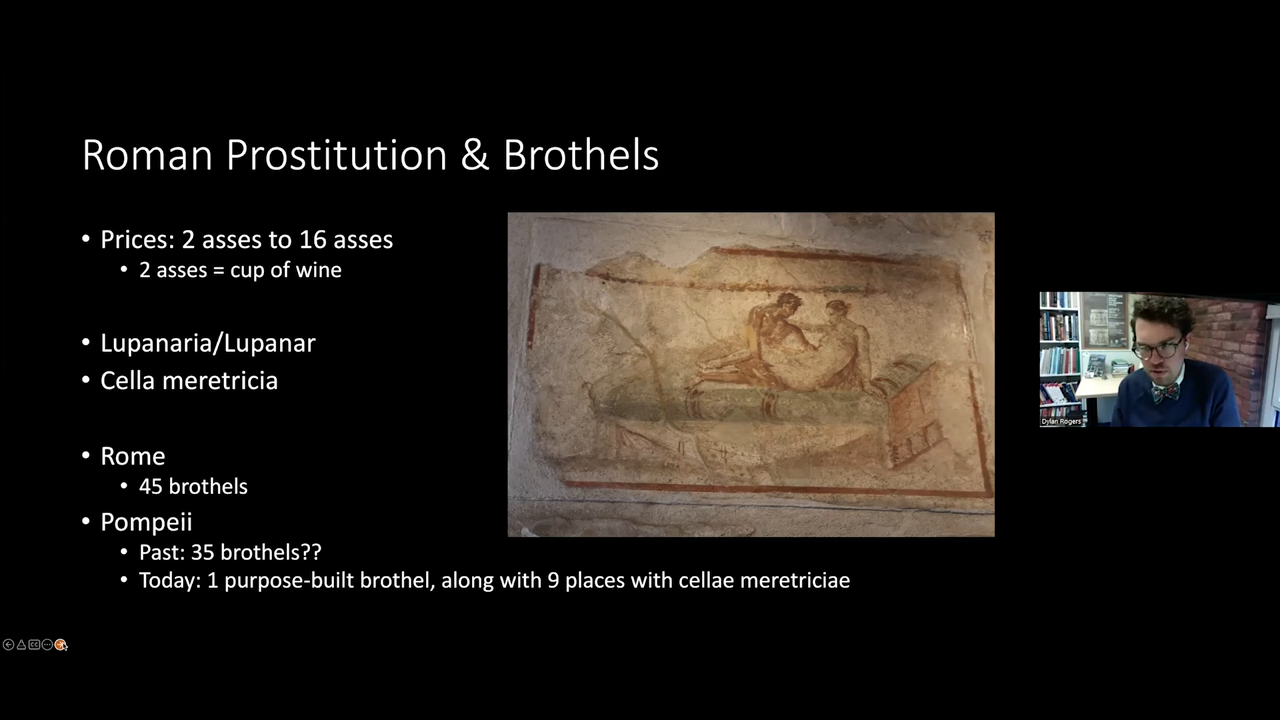 Roman Prostitution & Brothels
• Prices: 2 asses to 16 asses
• 2 asses = cup of wine
• Lupanaria/Lupanar
• Cella meretricia
• Rome
• 45 brothels
• Pompeii
• Past: 35 brothels??
• Today: 1 purpose-built brothel, along with 9 places with cellae meretriciae
Dylan Rogers